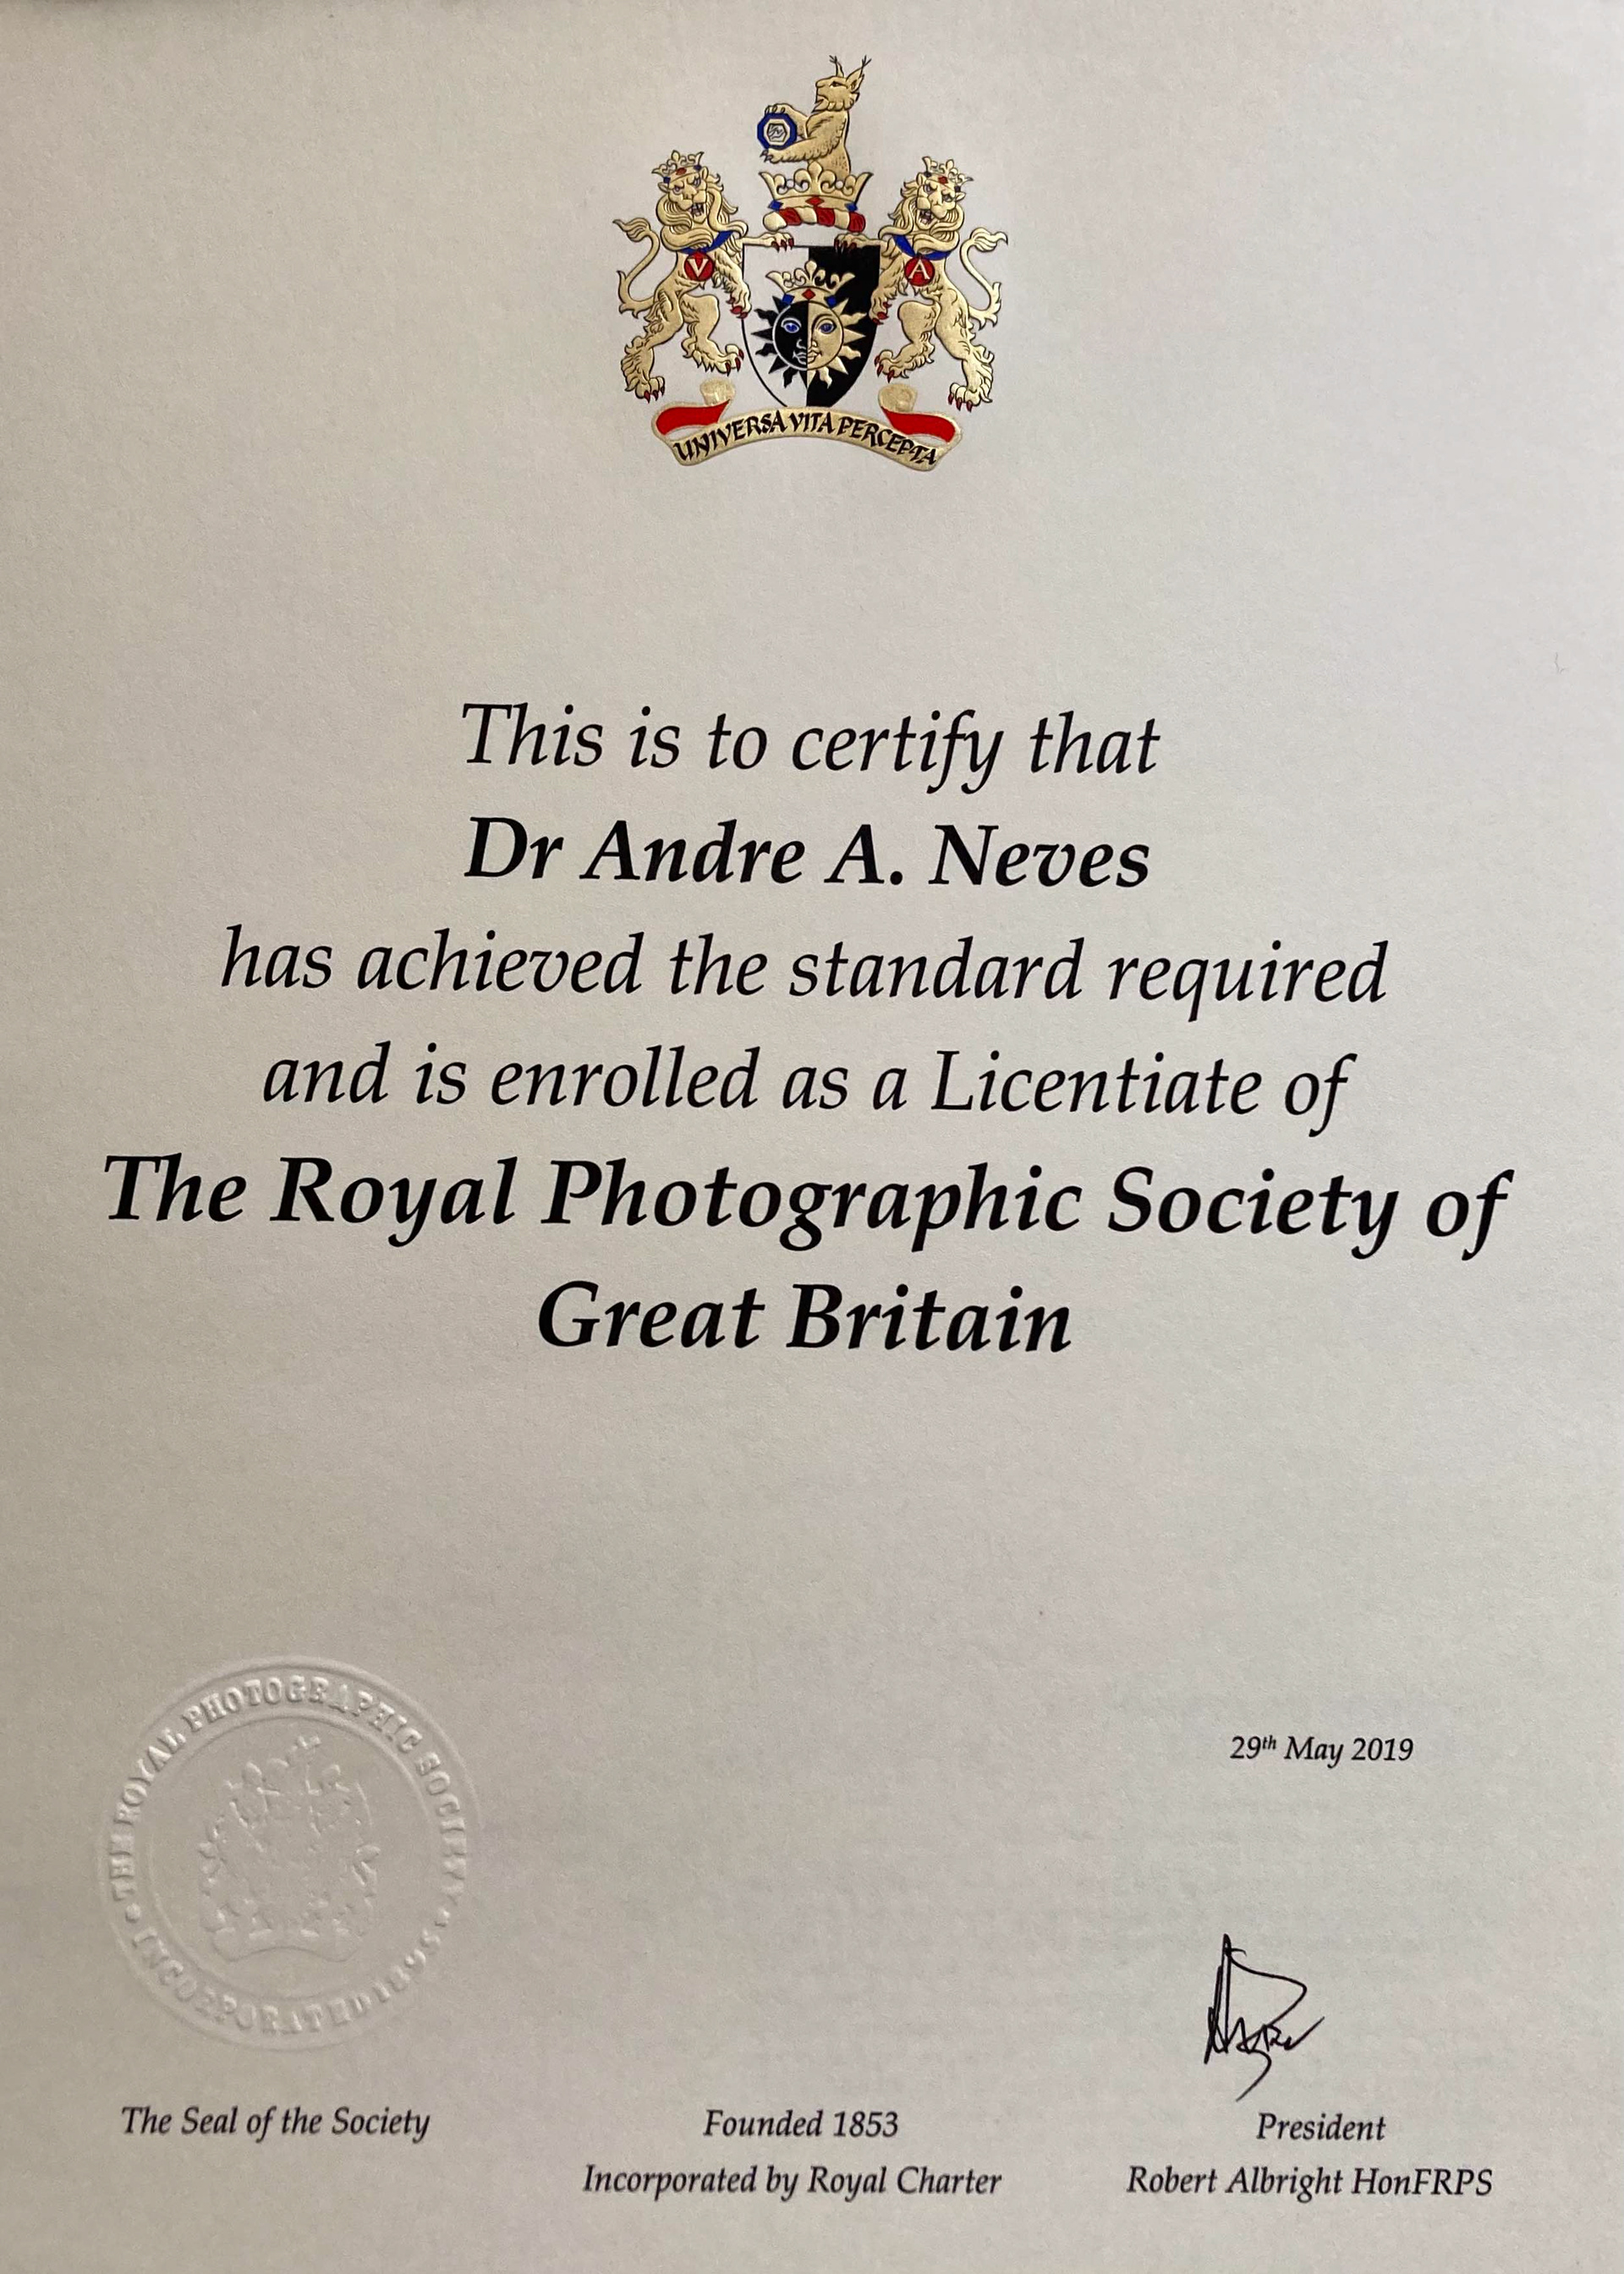 V
A
UNIVERSA VITA PERCEPTA
This is to certify that
Dr Andre A. Neves
has achieved the standard required
and is enrolled as a Licentiate of
The Royal Photographic Society of
Great Britain
29th May 2019
• THE ROYAL PHOTOGRAPHIC SOCIETY •
INCORPORATED
The Seal of the Society
Founded 1853
Incorporated by Royal Charter
President
Robert Albright HonFRPS